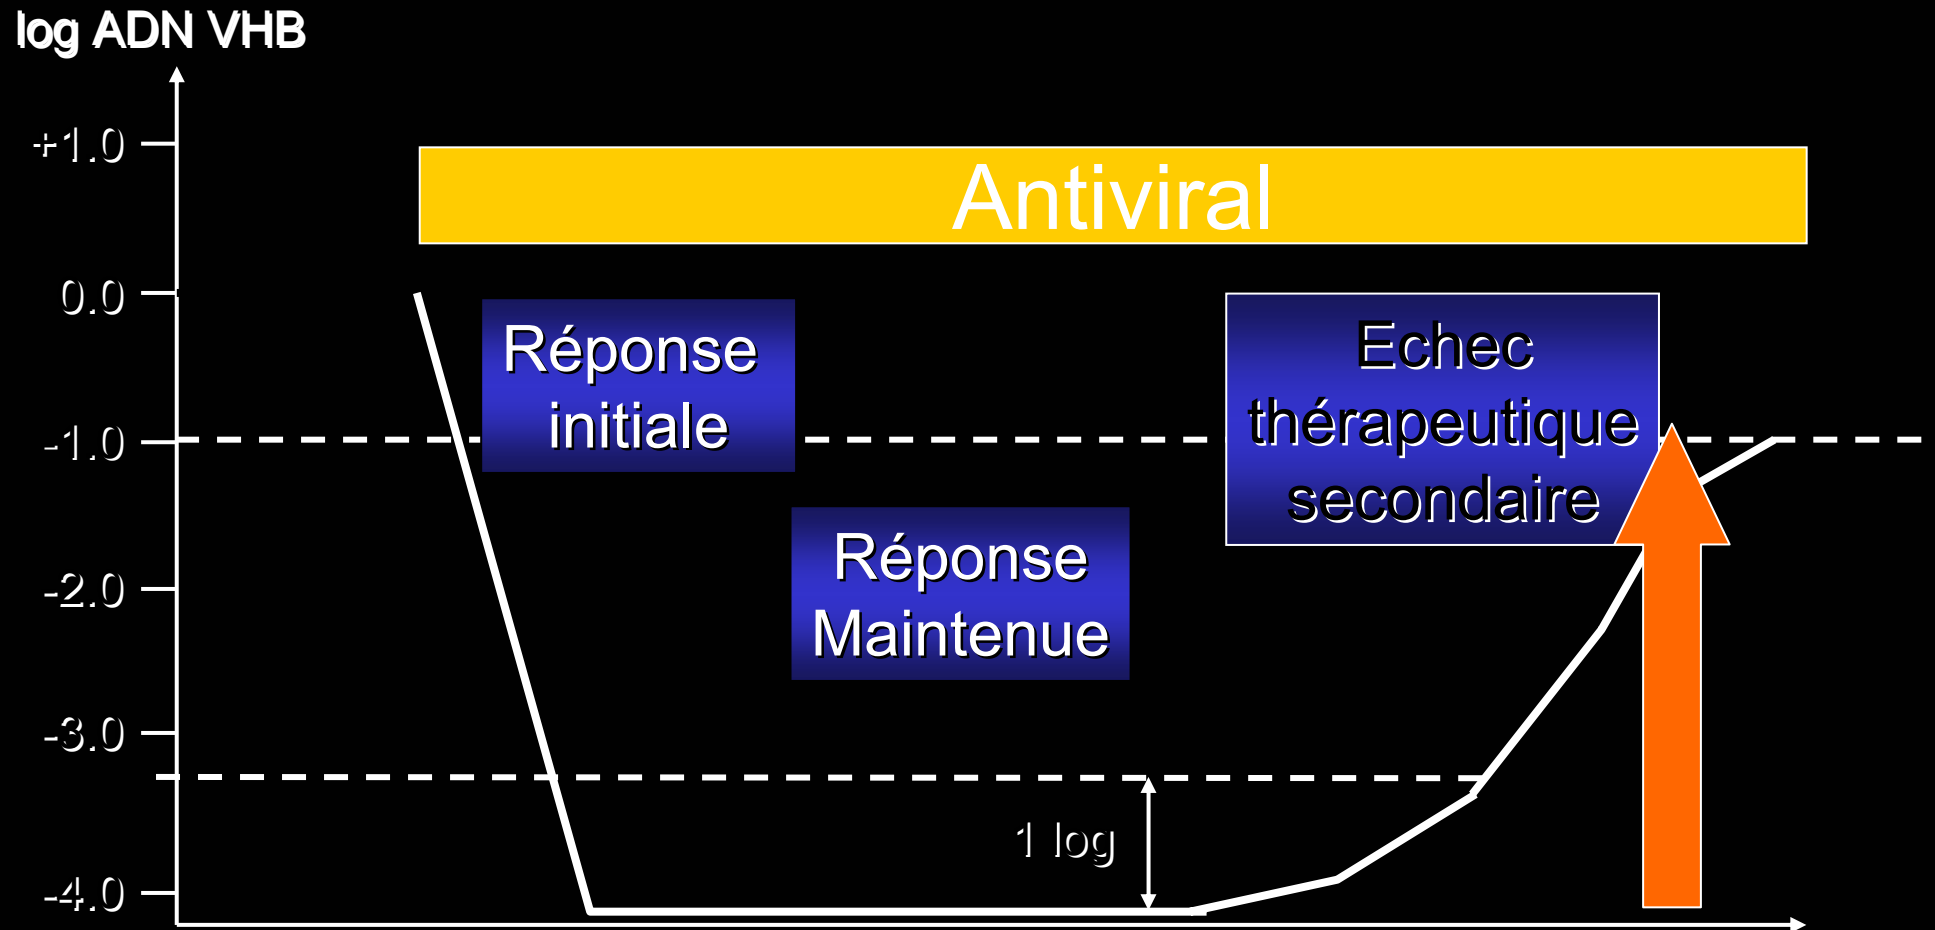 log ADN VHB
+1.0
Antiviral
0.0
Réponse
initiale
Echec
thérapeutique
secondaire
-1.0
Réponse
Maintenue
-2.0
-3.0
1 log
-4.0